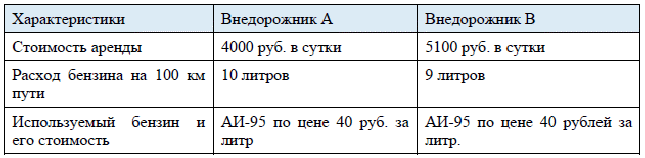 Характеристики Внедорожник А Внедорожник В
Стоимость аренды 4000 руб. в сутки 5100 руб. в сутки
Расход бензина на 100 км 10 литров 9 литров
пути
Используемый бензин и АИ-95 по цене 40 руб. за АИ-95 по цене 40 рублей за
его стоимость литр литр.